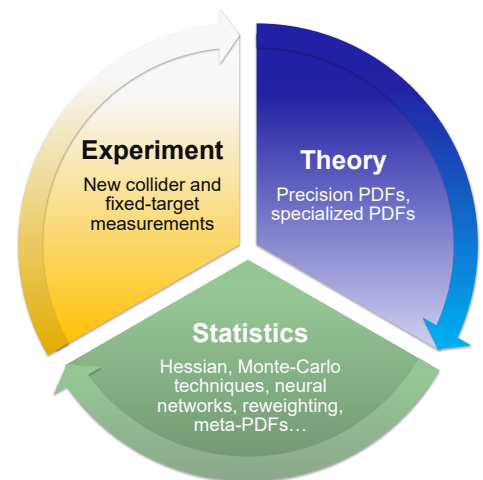 Experiment
New collider and
fixed-target
measurements
Theory
Precision PDFs,
specialized PDFs
Statistics
Hessian, Monte-Carlo
techniques, neural
networks, reweighting,
meta-PDFs…